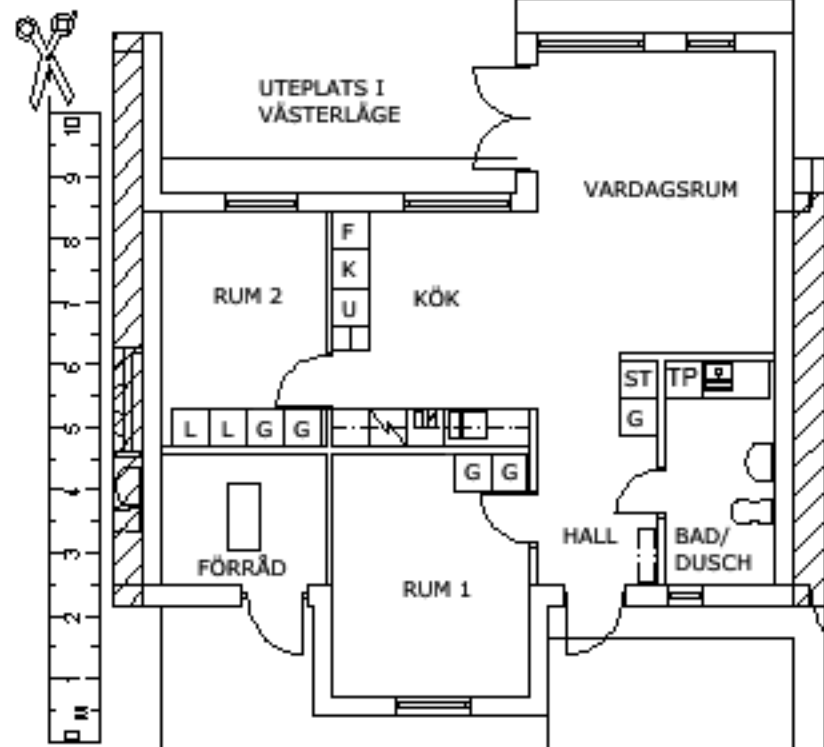 UTEPLATS I
VÄSTERLÄGE
VARDAGSRUM
F
K
U
RUM 2
KÖK
ST
TP
G
L L G G
G G
HALL
BAD/
DUSCH
FÖRRÅD
RUM 1
10
9
8
7
6
5
4
3
2
1
0 m